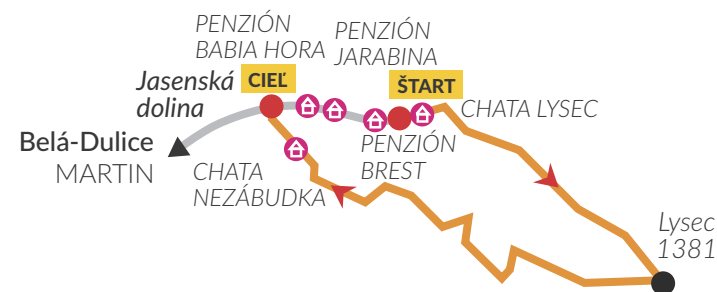 PENZIÓN
BABIA HORA
PENZIÓN
JARABINA
Jasenská
dolina
CIEĽ
ŠTART
CHATA LYSEC
Belá-Dulice
MARTIN
PENZIÓN
BREST
CHATA
NEZÁBUDKA
Lysec
1381